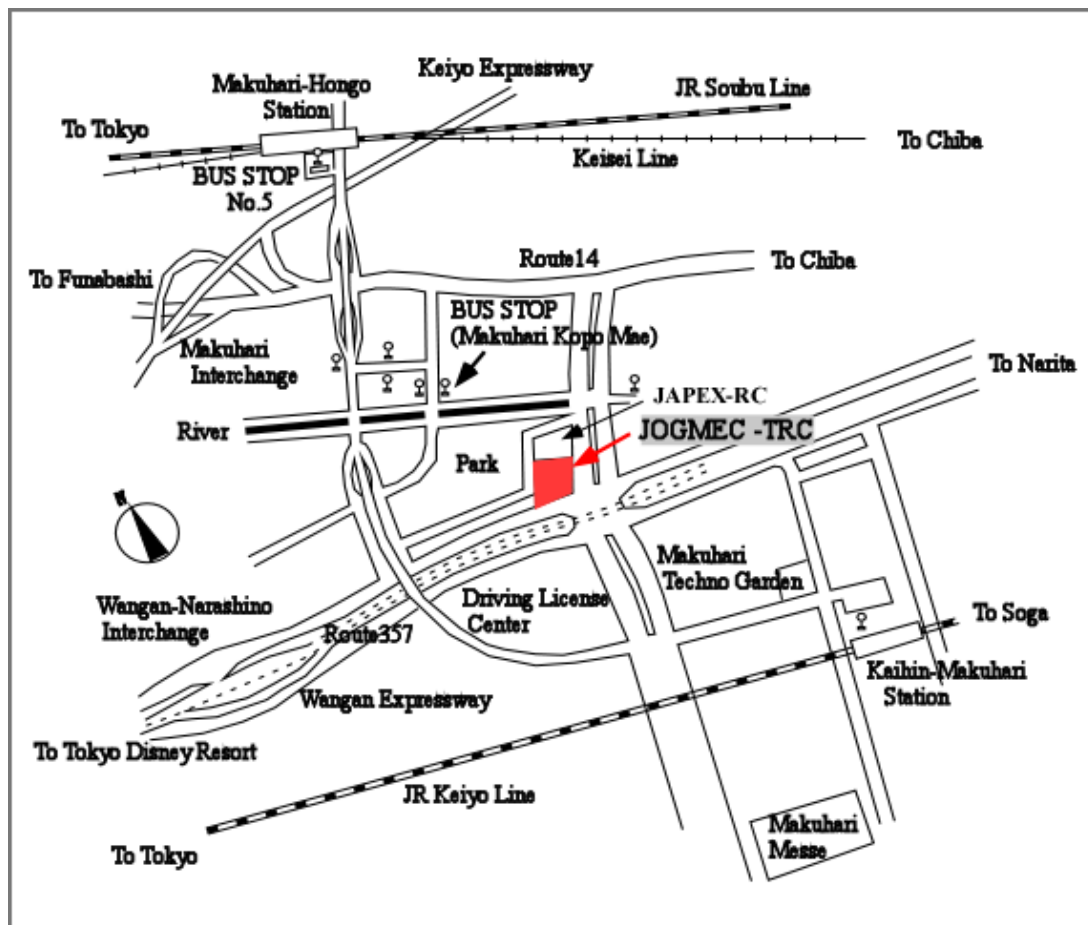 Keiyo Expressway
Makuhari-Hongo
Station
JR Soubu Line
To Tokyo
To Chiba
Keisei Line
BUS STOP
No.5
Route14
To Chiba
To Funabashi
BUS STOP
(Makuhari Kopo Mae)
Makuhari
Interchange
To Narita
JAPEX-RC
River
JOGMEC -TRC
Park
N
Makuhari
Techno Garden
Wangan-Narashino
Interchange
Driving License
Center
To Soga
Route357
Kaihin-Makuhari
Station
Wangan Expressway
To Tokyo Disney Resort
JR Keiyo Line
Makuhari
Messe
To Tokyo